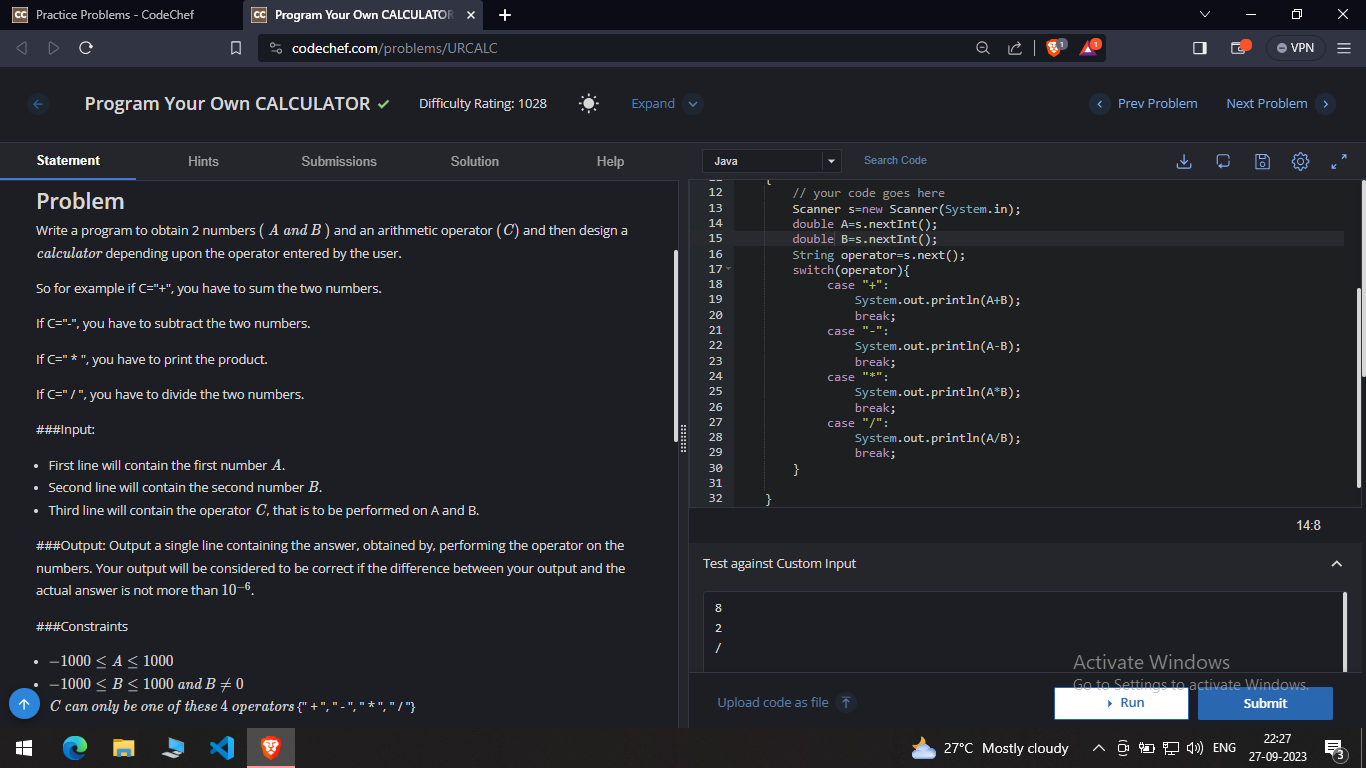 Practice Problems - CodeChef
Program Your Own CALCULATOR
codechef.com/problems/URCALC
1
1
VPN
Program Your Own CALCULATOR
Difficulty Rating: 1028
Expand
Prev Problem
Next Problem
Statement
Hints
Submissions
Solution
Help
Java
Search Code
Problem
Write a program to obtain 2 numbers ( A and B ) and an arithmetic operator (C) and then design a
calculator depending upon the operator entered by the user.
So for example if C="+", you have to sum the two numbers.
If C="-", you have to subtract the two numbers.
If C=" * ", you have to print the product.
If C=" / ", you have to divide the two numbers.
###Input:
• First line will contain the first number A.
• Second line will contain the second number B.
• Third line will contain the operator C, that is to be performed on A and B.
###Output: Output a single line containing the answer, obtained by, performing the operator on the
numbers. Your output will be considered to be correct if the difference between your output and the
actual answer is not more than 10⁻⁶.
###Constraints
• −1000 ≤ A ≤ 1000
• −1000 ≤ B ≤ 1000 and B ≠ 0
C can only be one of these 4 operators {" + ", " - ", " * ", " / "}
{
12 // your code goes here
13 Scanner s=new Scanner(System.in);
14 double A=s.nextInt();
15 double B=s.nextInt();
16 String operator=s.next();
17 switch(operator){
18 case "+":
19 System.out.println(A+B);
20 break;
21 case "-":
22 System.out.println(A-B);
23 break;
24 case "*":
25 System.out.println(A*B);
26 break;
27 case "/":
28 System.out.println(A/B);
29 break;
30 }
31
32 }
14:8
Test against Custom Input
8
2
/
Activate Windows
Go to Settings to activate Windows.
Upload code as file
Run
Submit
27°C Mostly cloudy
ENG
22:27
27-09-2023
3